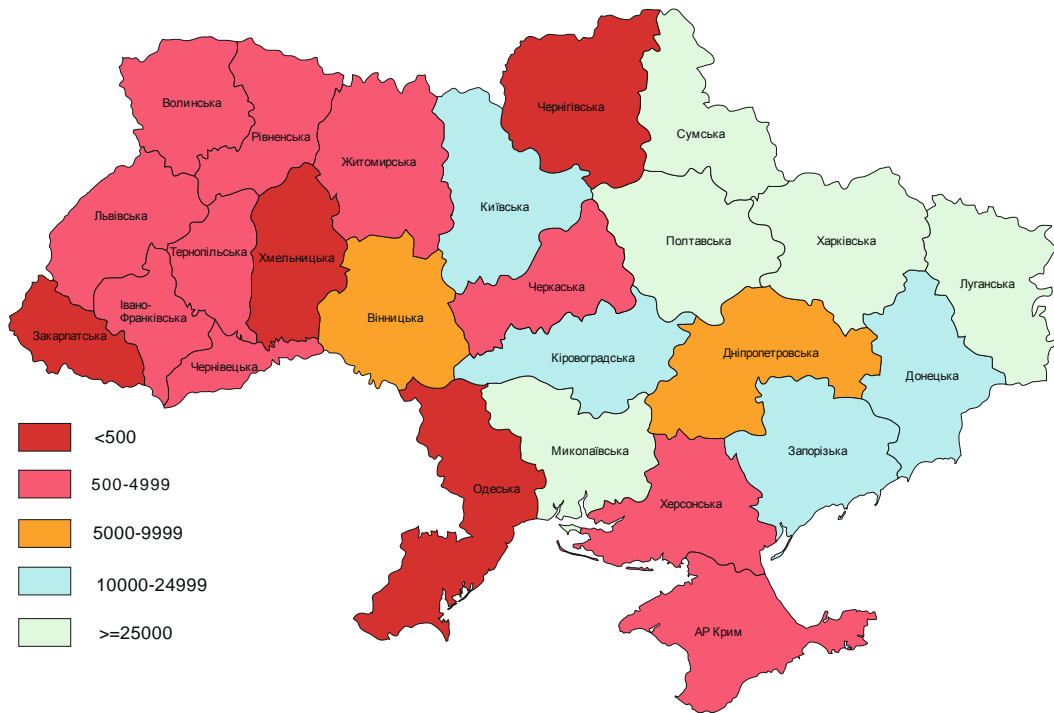 Чернігівська
Волинська
Сумська
Рівненська
Житомирська
Київська
Львівська
Полтавська
Харківська
Тернопільська
Хмельницька
Луганська
Черкаська
Івано-
Франківська
Вінницька
Закарпатська
Чернівецька
Кіровоградська
Дніпропетровська
Донецька
Миколаївська
Запорізька
Одеська
Херсонська
АР Крим
<500
500-4999
5000-9999
10000-24999
>=25000